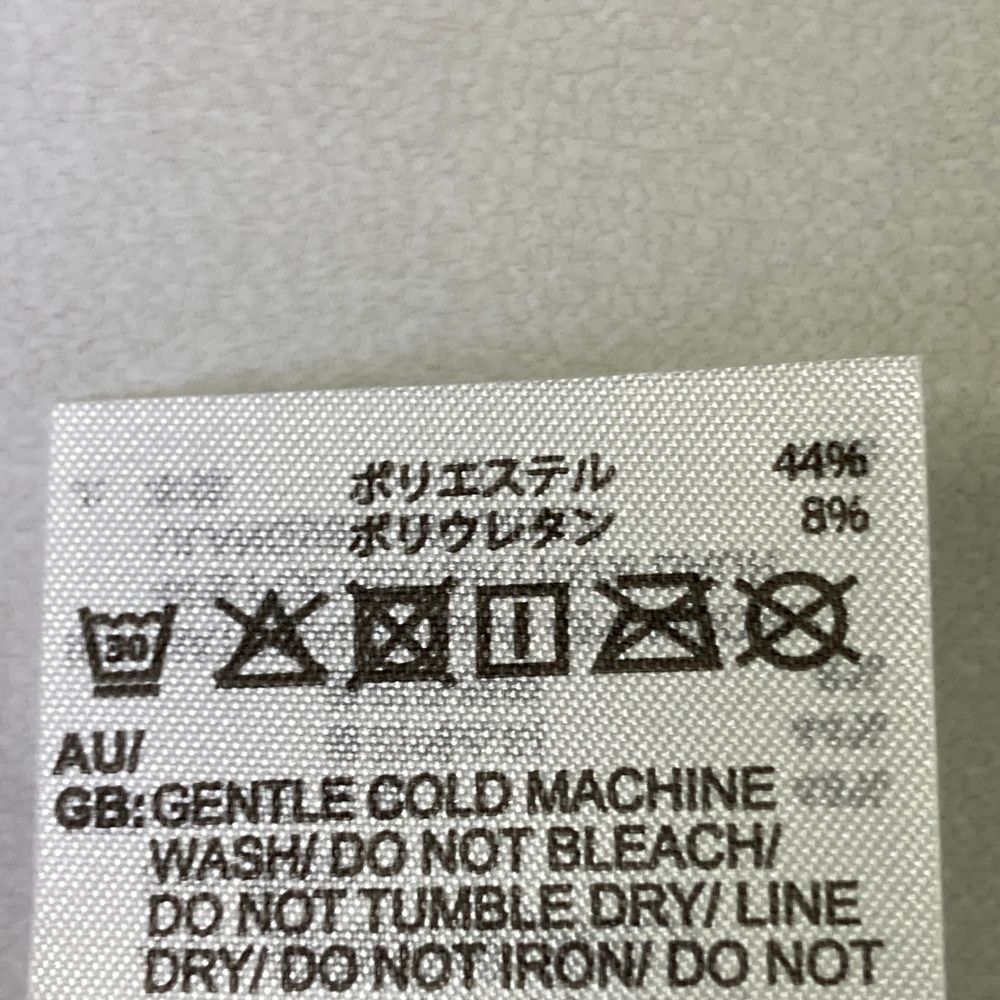 ポリエステル 44%
ポリウレタン 8%
30
AU/
GB: GENTLE COLD MACHINE
WASH/ DO NOT BLEACH/
DO NOT TUMBLE DRY/ LINE
DRY/ DO NOT IRON/ DO NOT